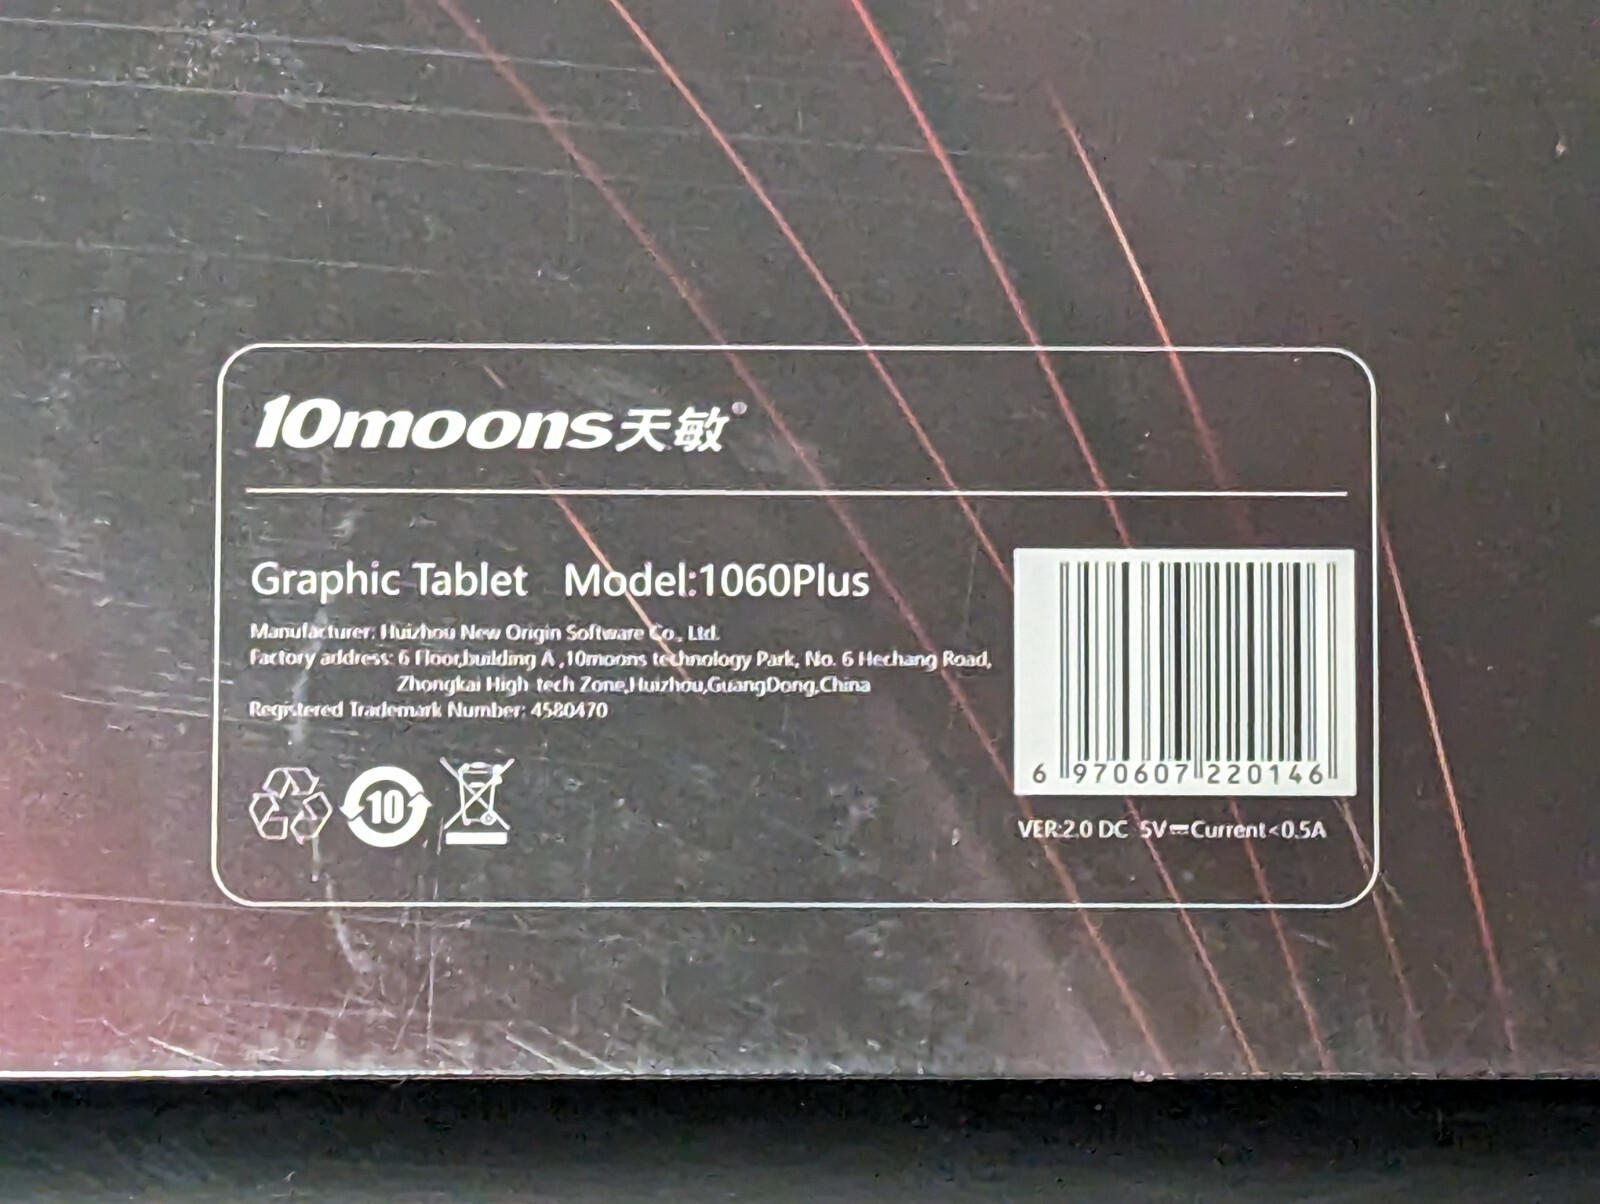 10moons天敏®
Graphic Tablet Model:1060Plus
Manufacturer: Huizhou New Origin Software Co., Ltd.
Factory address: 6 Floor,building A ,10moons technology Park, No. 6 Hechang Road,
Zhongkai High tech Zone,Huizhou,GuangDong,China
Registered Trademark Number: 4580470
10
6 970607 220146
VER:2.0 DC 5V⎓Current<0.5A